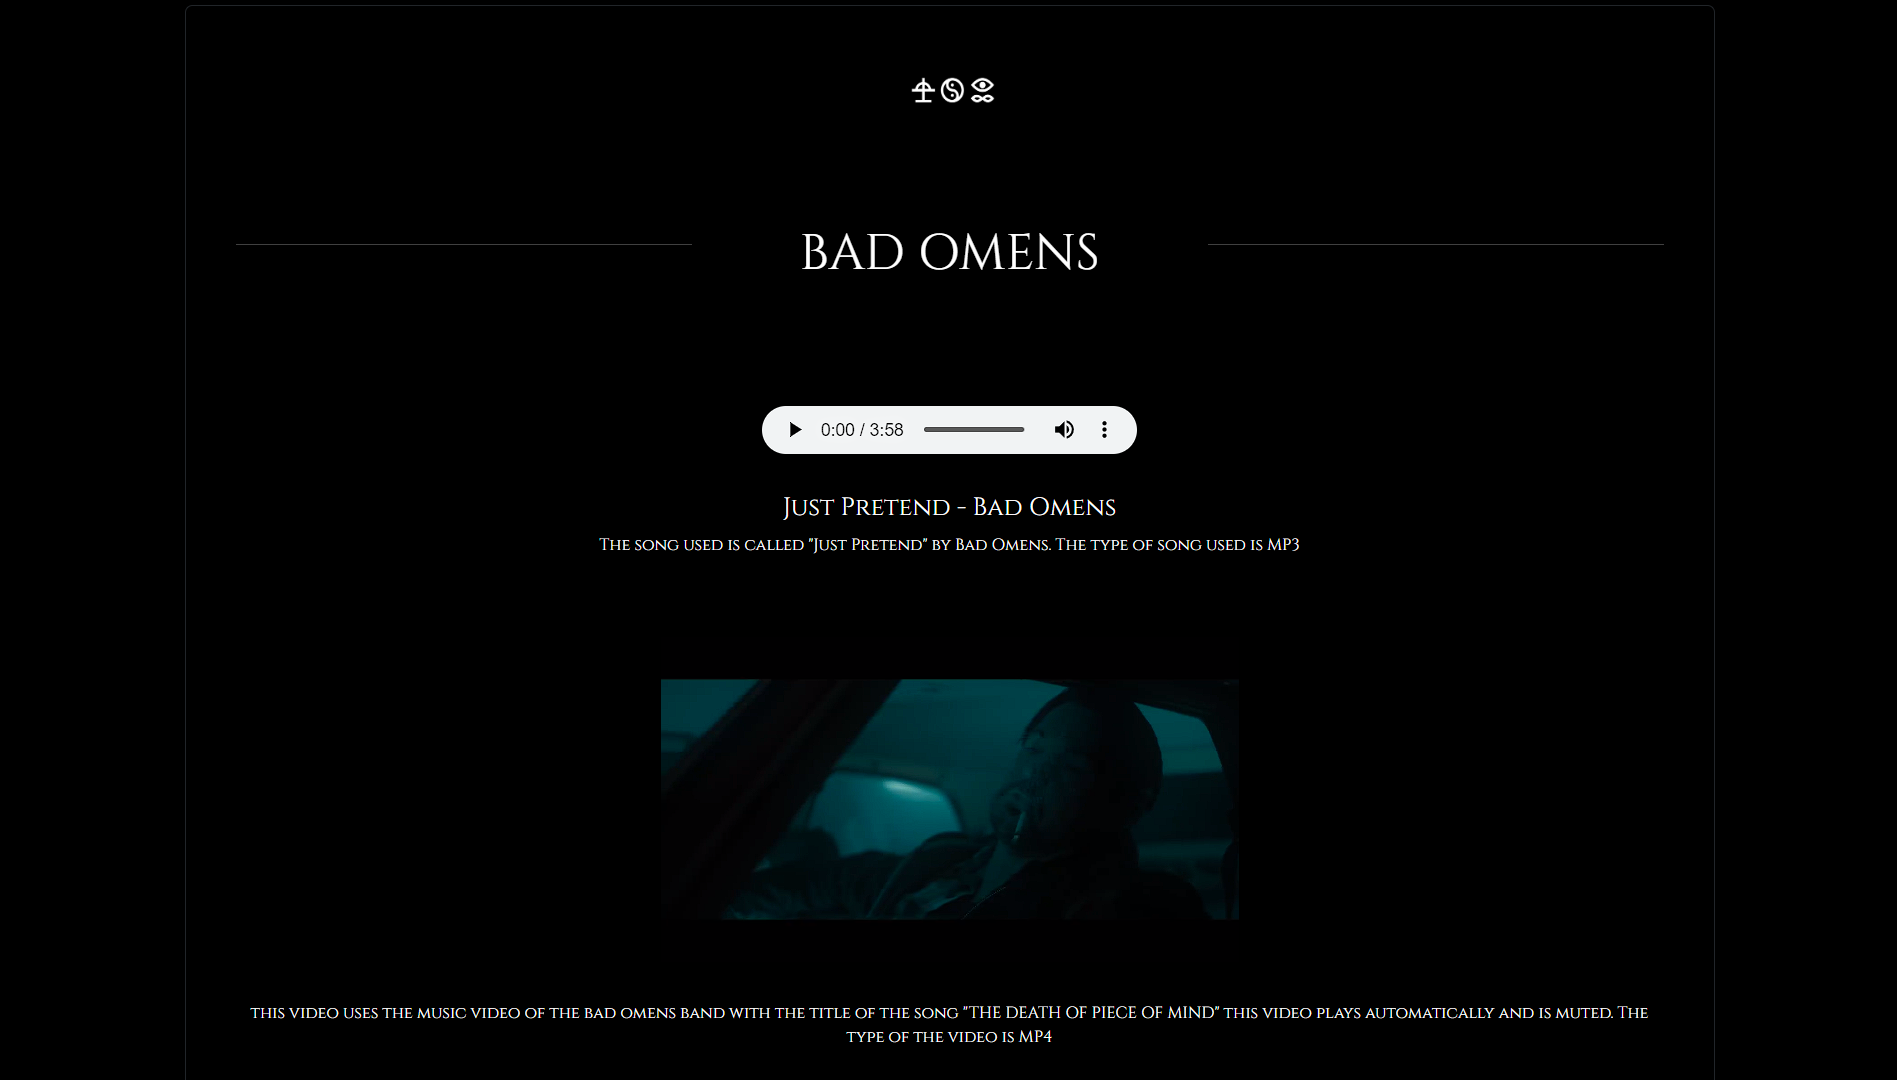 BAD OMENS
0:00 / 3:58
Just Pretend - Bad Omens
The song used is called "Just Pretend" by Bad Omens. The type of song used is MP3
this video uses the music video of the bad omens band with the title of the song "THE DEATH OF PIECE OF MIND" this video plays automatically and is muted. The
type of the video is MP4